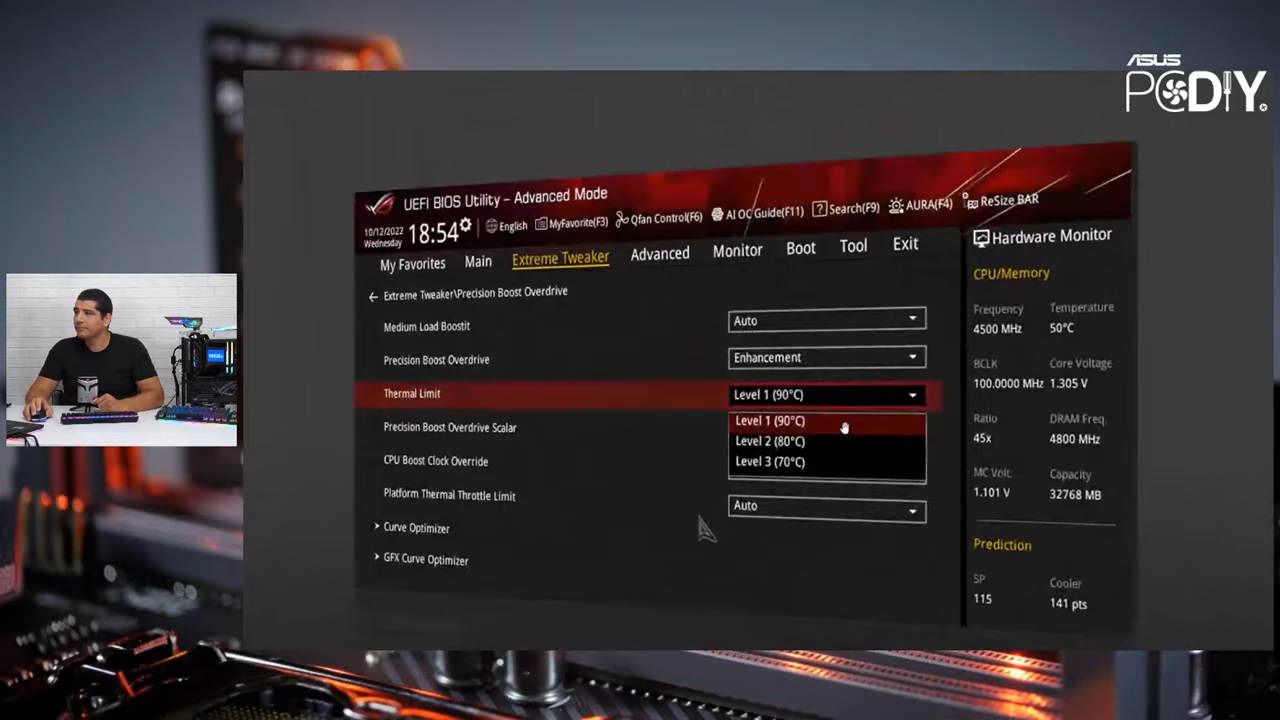 ASUS
PCDIY.
UEFI BIOS Utility – Advanced Mode
10/12/2022
Wednesday
18:54
English
MyFavorite(F3)
Qfan Control(F6)
AI OC Guide(F11)
Search(F9)
AURA(F4)
ReSize BAR
My Favorites
Main
Extreme Tweaker
Advanced
Monitor
Boot
Tool
Exit
Extreme Tweaker\Precision Boost Overdrive
Medium Load Boostit
Auto
Precision Boost Overdrive
Enhancement
Thermal Limit
Level 1 (90°C)
Level 1 (90°C)
Level 2 (80°C)
Level 3 (70°C)
Precision Boost Overdrive Scalar
CPU Boost Clock Override
Platform Thermal Throttle Limit
Auto
Curve Optimizer
GFX Curve Optimizer
Hardware Monitor
CPU/Memory
Frequency Temperature
4500 MHz 50°C
BCLK Core Voltage
100.0000 MHz 1.305 V
Ratio DRAM Freq.
45x 4800 MHz
MC Volt. Capacity
1.101 V 32768 MB
Prediction
SP Cooler
115 141 pts